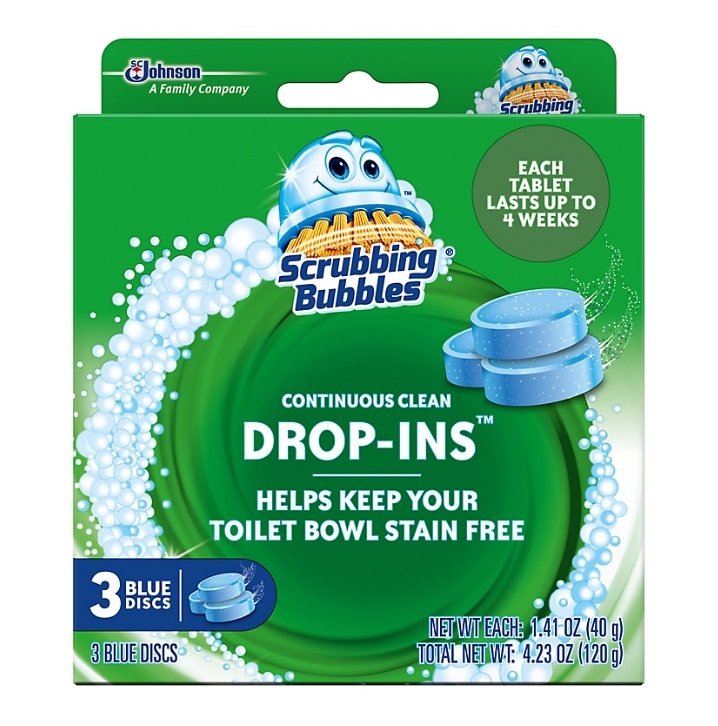 SC Johnson
A Family Company
Scrubbing
EACH
TABLET
LASTS UP TO
4 WEEKS
™
Scrubbing®
Bubbles
CONTINUOUS CLEAN
DROP-INS™
HELPS KEEP YOUR
TOILET BOWL STAIN FREE
3 BLUE
DISCS
3 BLUE DISCS
NET WT EACH: 1.41 OZ (40 g)
TOTAL NET WT: 4.23 OZ (120 g)